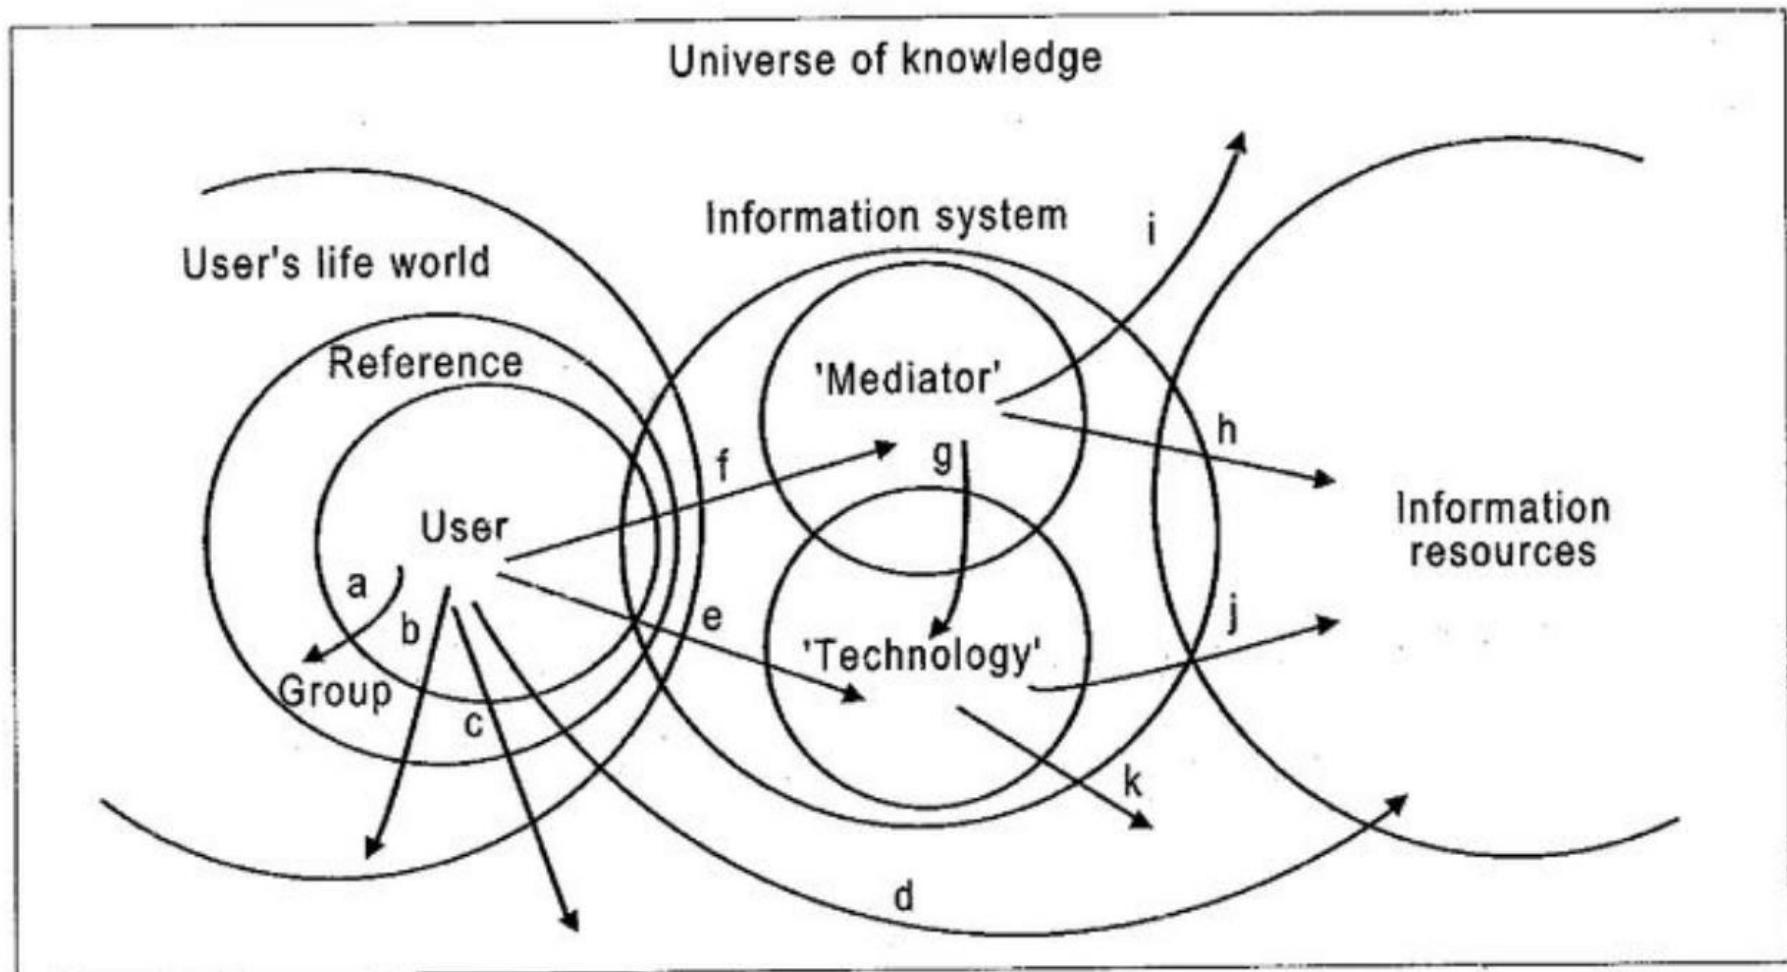 Universe of knowledge
Information system
i
User's life world
Reference
'Mediator'
h
f
g
Information
resources
User
a
b
e
j
'Technology'
Group
c
k
d